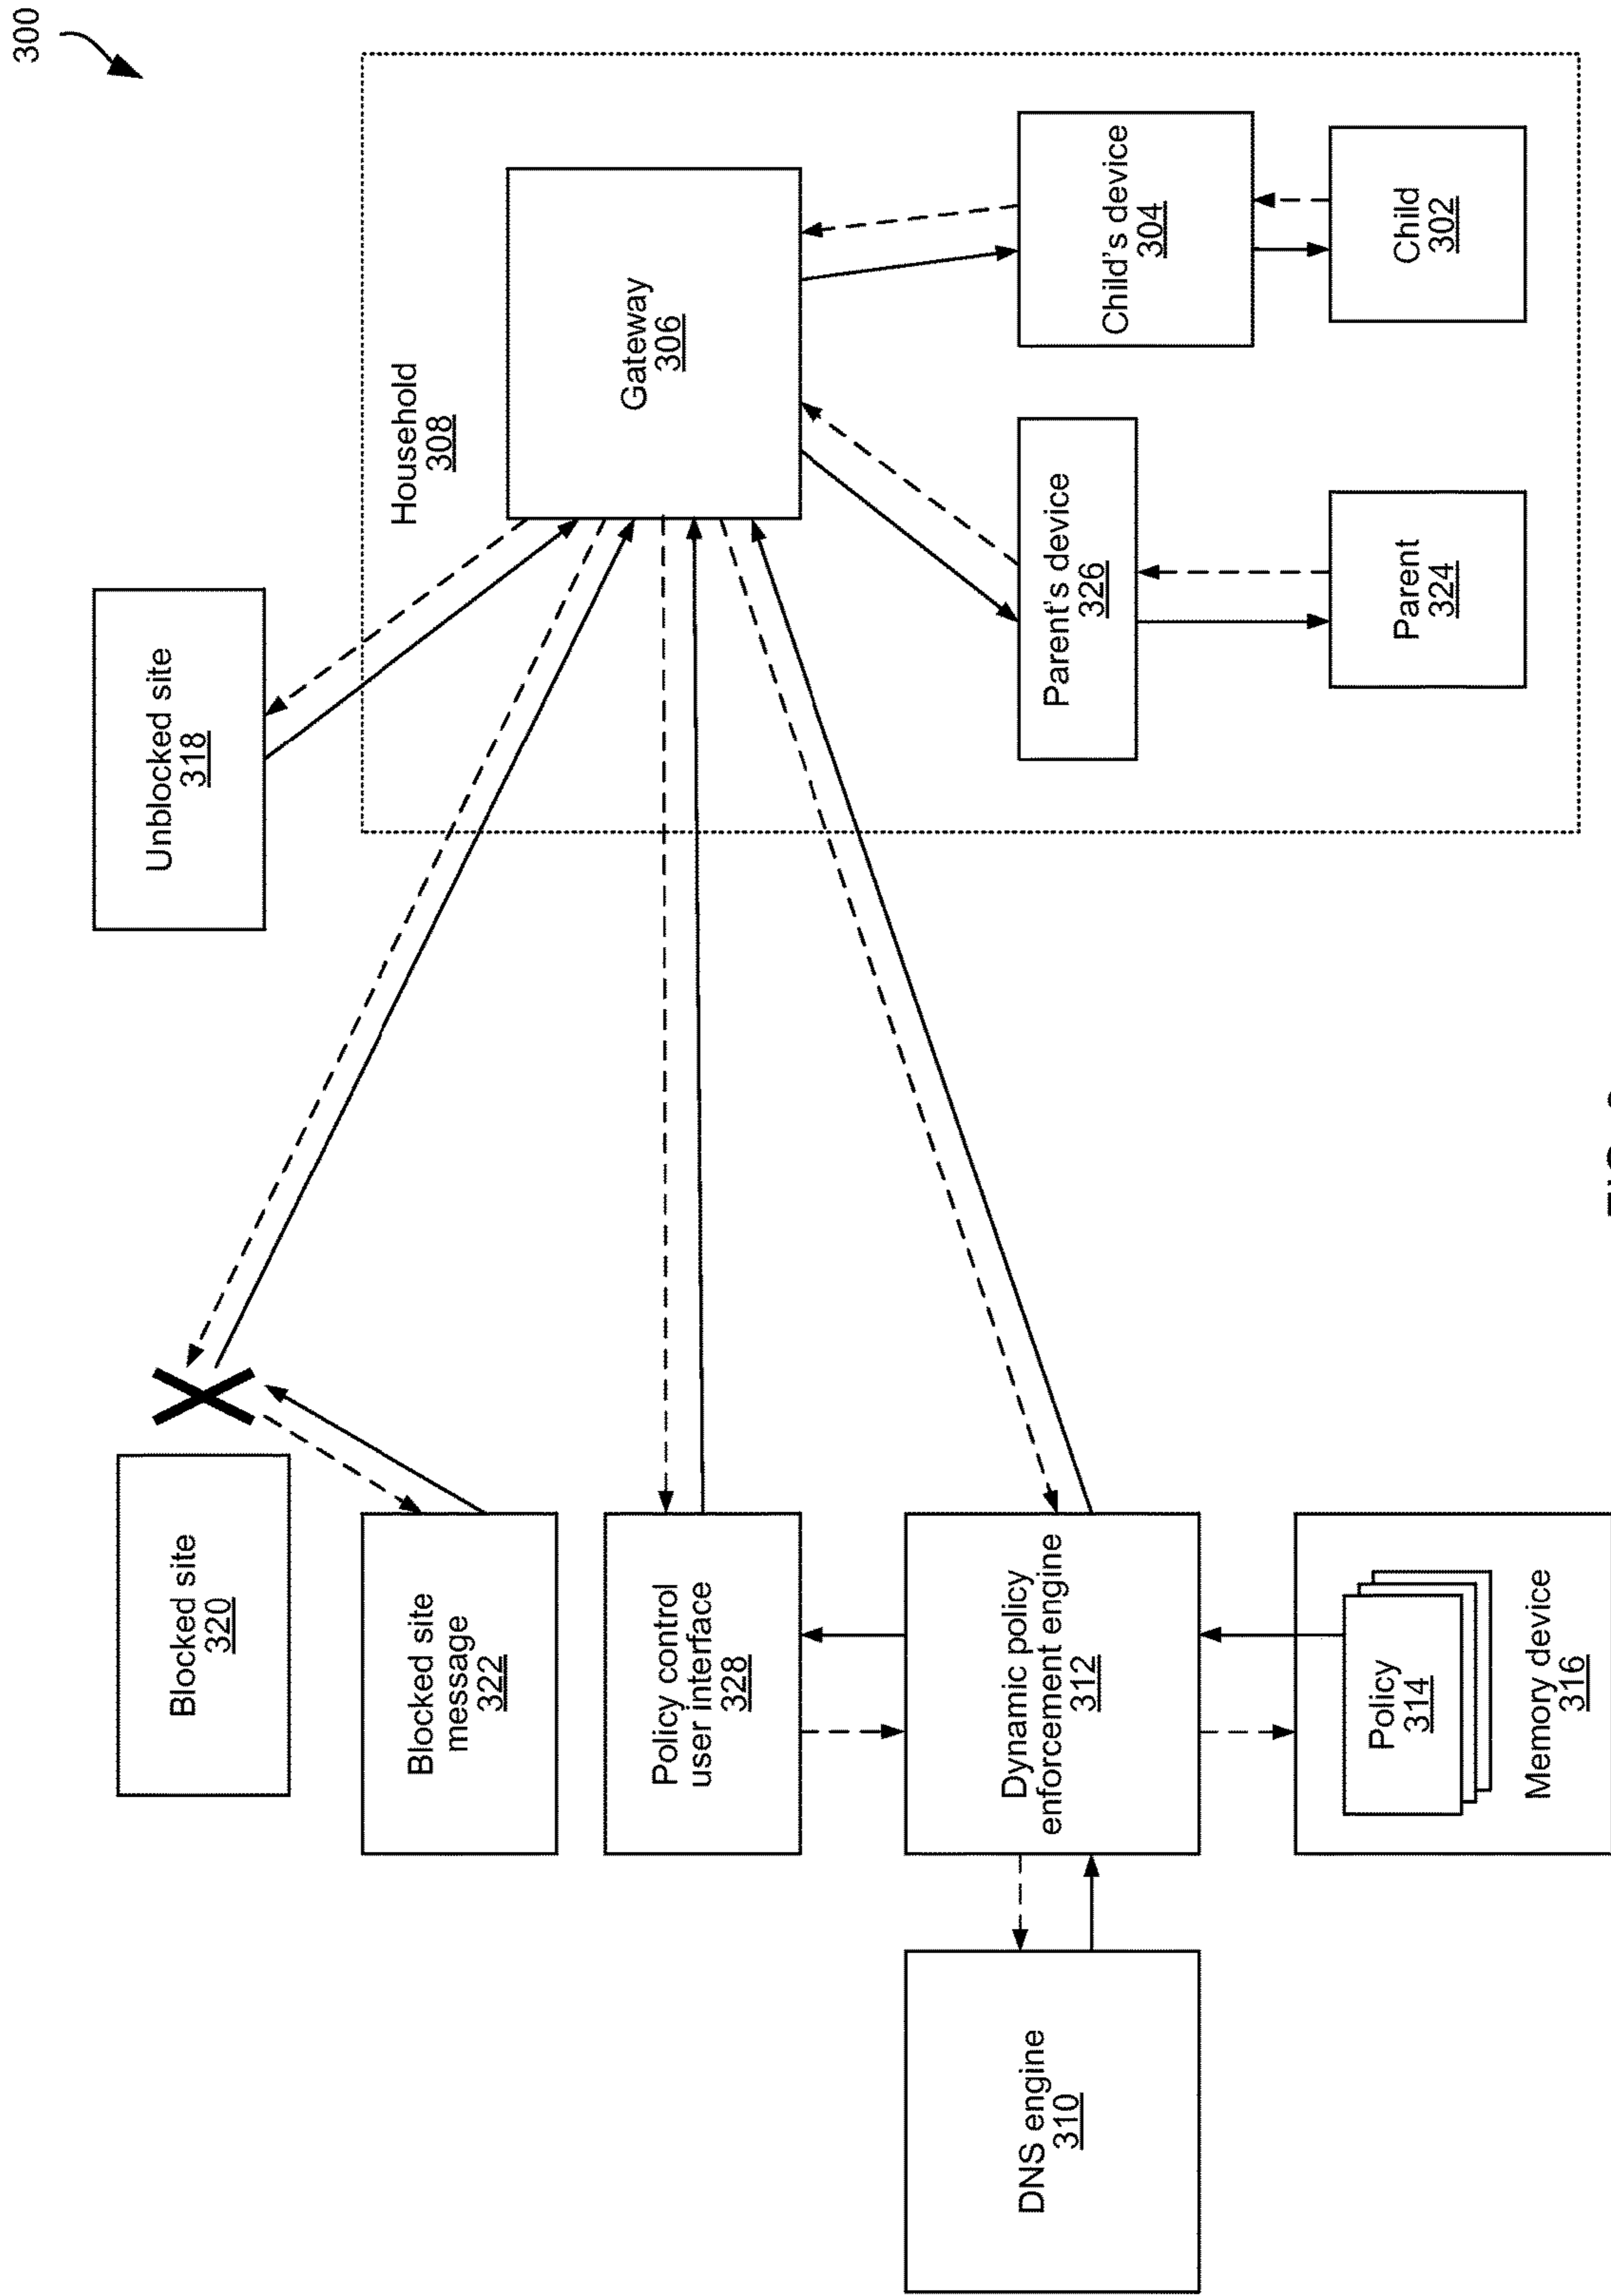 300
Household
308
Gateway
306
Child's device
304
Child
302
Parent's device
326
Parent
324
Unblocked site
318
Blocked site
320
Blocked site
message
322
Policy control
user interface
328
Dynamic policy
enforcement engine
312
Policy
314
Memory device
316
DNS engine
310